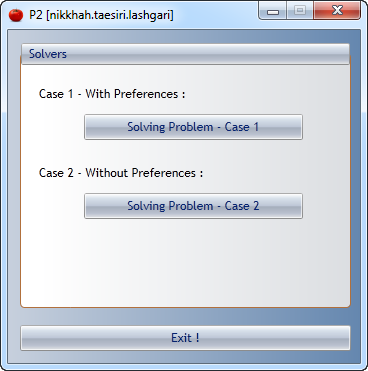 P2 [nikkhah.taesiri.lashgari]
Solvers
Case 1 - With Preferences :
Solving Problem - Case 1
Case 2 - Without Preferences :
Solving Problem - Case 2
Exit !